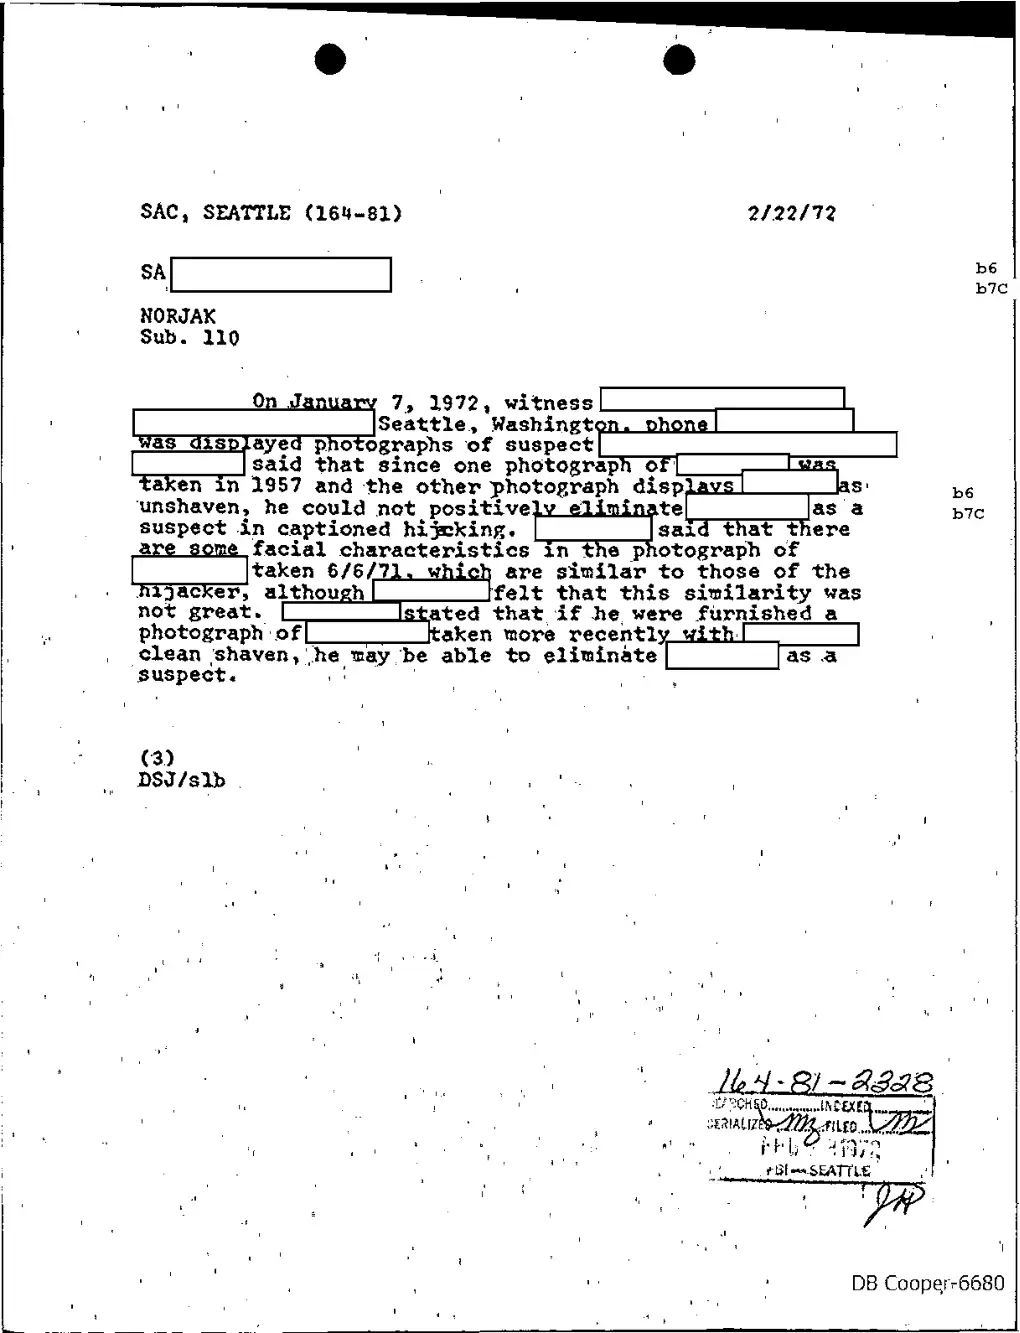 SAC, SEATTLE (164-81) 2/22/72
SA
b6
b7C
NORJAK
Sub. 110
On January 7, 1972, witness
Seattle, Washington, phone
was displayed photographs of suspect
said that since one photograph of was
taken in 1957 and the other photograph displays as
unshaven, he could not positively eliminate as a
suspect in captioned hijacking. said that there
are some facial characteristics in the photograph of
taken 6/6/71, which are similar to those of the
hijacker, although felt that this similarity was
not great. stated that if he were furnished a
photograph of taken more recently with
clean shaven, he may be able to eliminate as a
suspect.
b6
b7C
(3)
DSJ/slb
164-81-2328
SEARCHED INDEXED
SERIALIZED FILED
1972
FBI—SEATTLE
DB Cooper-6680